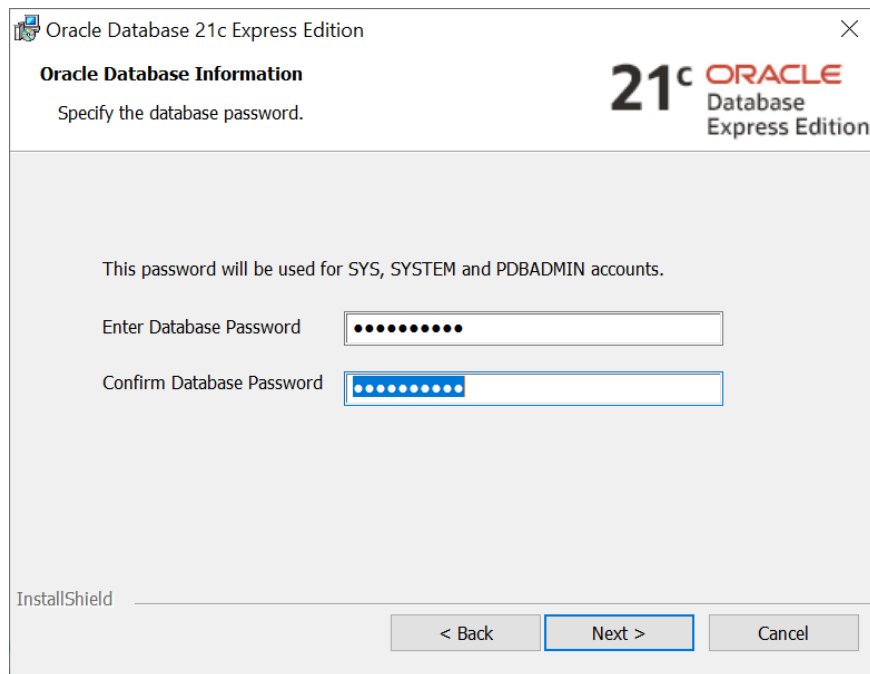 Oracle Database 21c Express Edition
Oracle Database Information
Specify the database password.
21c ORACLE
Database
Express Edition
This password will be used for SYS, SYSTEM and PDBADMIN accounts.
Enter Database Password ●●●●●●●●●●
Confirm Database Password ●●●●●●●●●●
InstallShield
< Back Next > Cancel